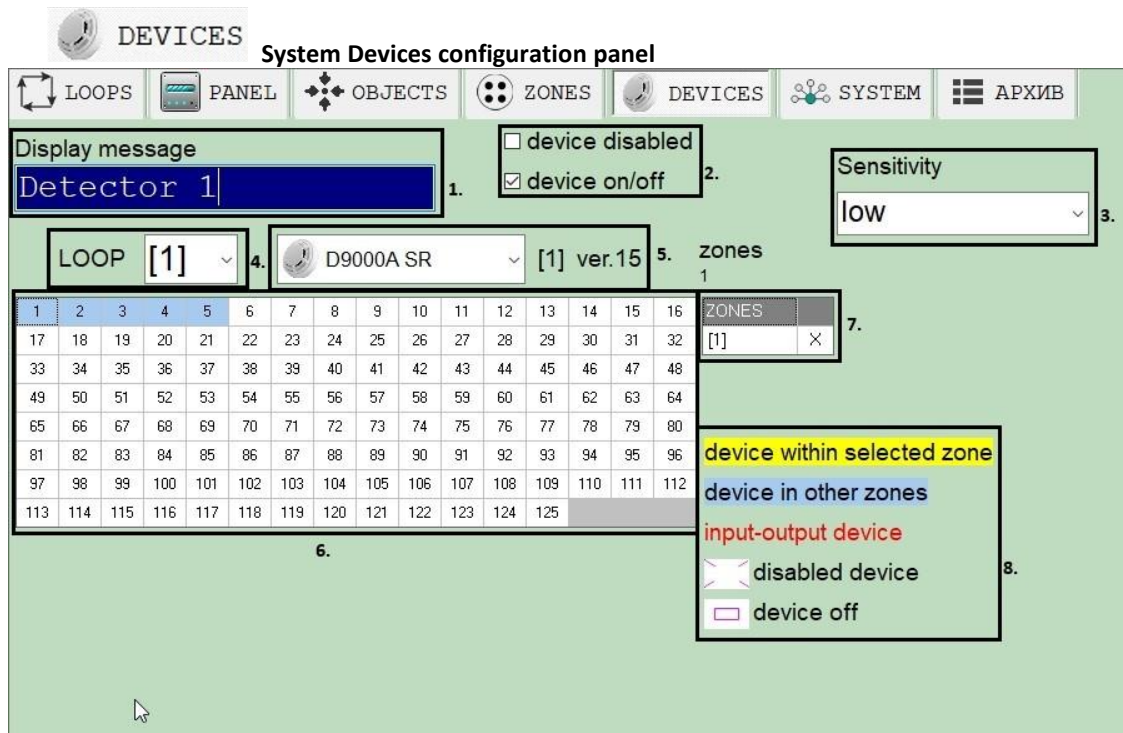 DEVICES System Devices configuration panel
LOOPS PANEL OBJECTS ZONES DEVICES SYSTEM АРХИВ
Display message
Detector 1
1.
device disabled
device on/off
2.
Sensitivity
low
3.
LOOP [1]
4.
D9000A SR [1] ver.15
5.
zones
1
1 2 3 4 5 6 7 8 9 10 11 12 13 14 15 16
17 18 19 20 21 22 23 24 25 26 27 28 29 30 31 32
33 34 35 36 37 38 39 40 41 42 43 44 45 46 47 48
49 50 51 52 53 54 55 56 57 58 59 60 61 62 63 64
65 66 67 68 69 70 71 72 73 74 75 76 77 78 79 80
81 82 83 84 85 86 87 88 89 90 91 92 93 94 95 96
97 98 99 100 101 102 103 104 105 106 107 108 109 110 111 112
113 114 115 116 117 118 119 120 121 122 123 124 125
6.
ZONES
[1] X
7.
device within selected zone
device in other zones
input-output device
disabled device
device off
8.